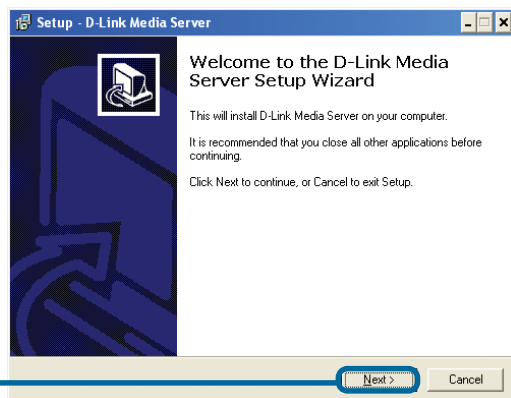 Setup - D-Link Media Server
Welcome to the D-Link Media
Server Setup Wizard
This will install D-Link Media Server on your computer.
It is recommended that you close all other applications before
continuing.
Click Next to continue, or Cancel to exit Setup.
Next >
Cancel